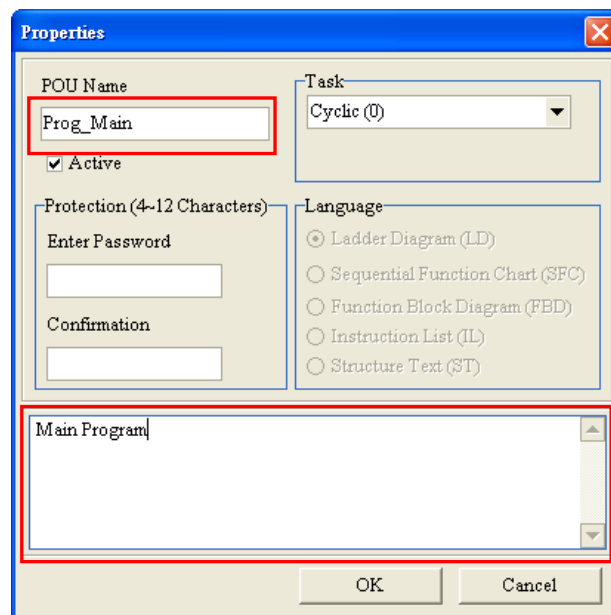 Properties
POU Name
Prog_Main
Active
Task
Cyclic (0)
Protection (4~12 Characters)
Enter Password
Confirmation
Language
Ladder Diagram (LD)
Sequential Function Chart (SFC)
Function Block Diagram (FBD)
Instruction List (IL)
Structure Text (ST)
Main Program
OK
Cancel